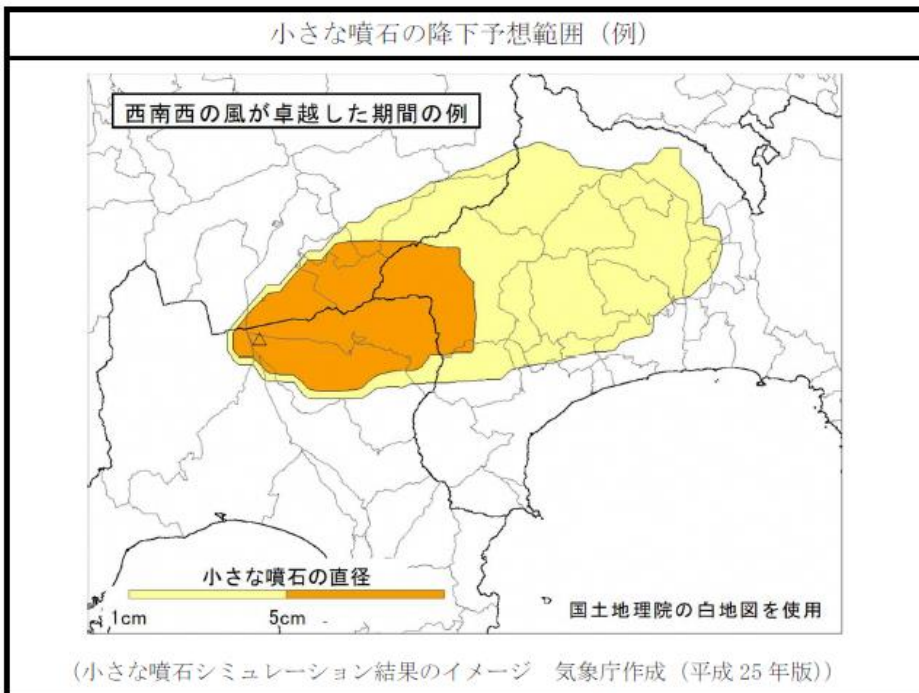 小さな噴石の降下予想範囲（例）
西南西の風が卓越した期間の例
小さな噴石の直径
1cm 5cm
国土地理院の白地図を使用
（小さな噴石シミュレーション結果のイメージ　気象庁作成（平成 25 年版））